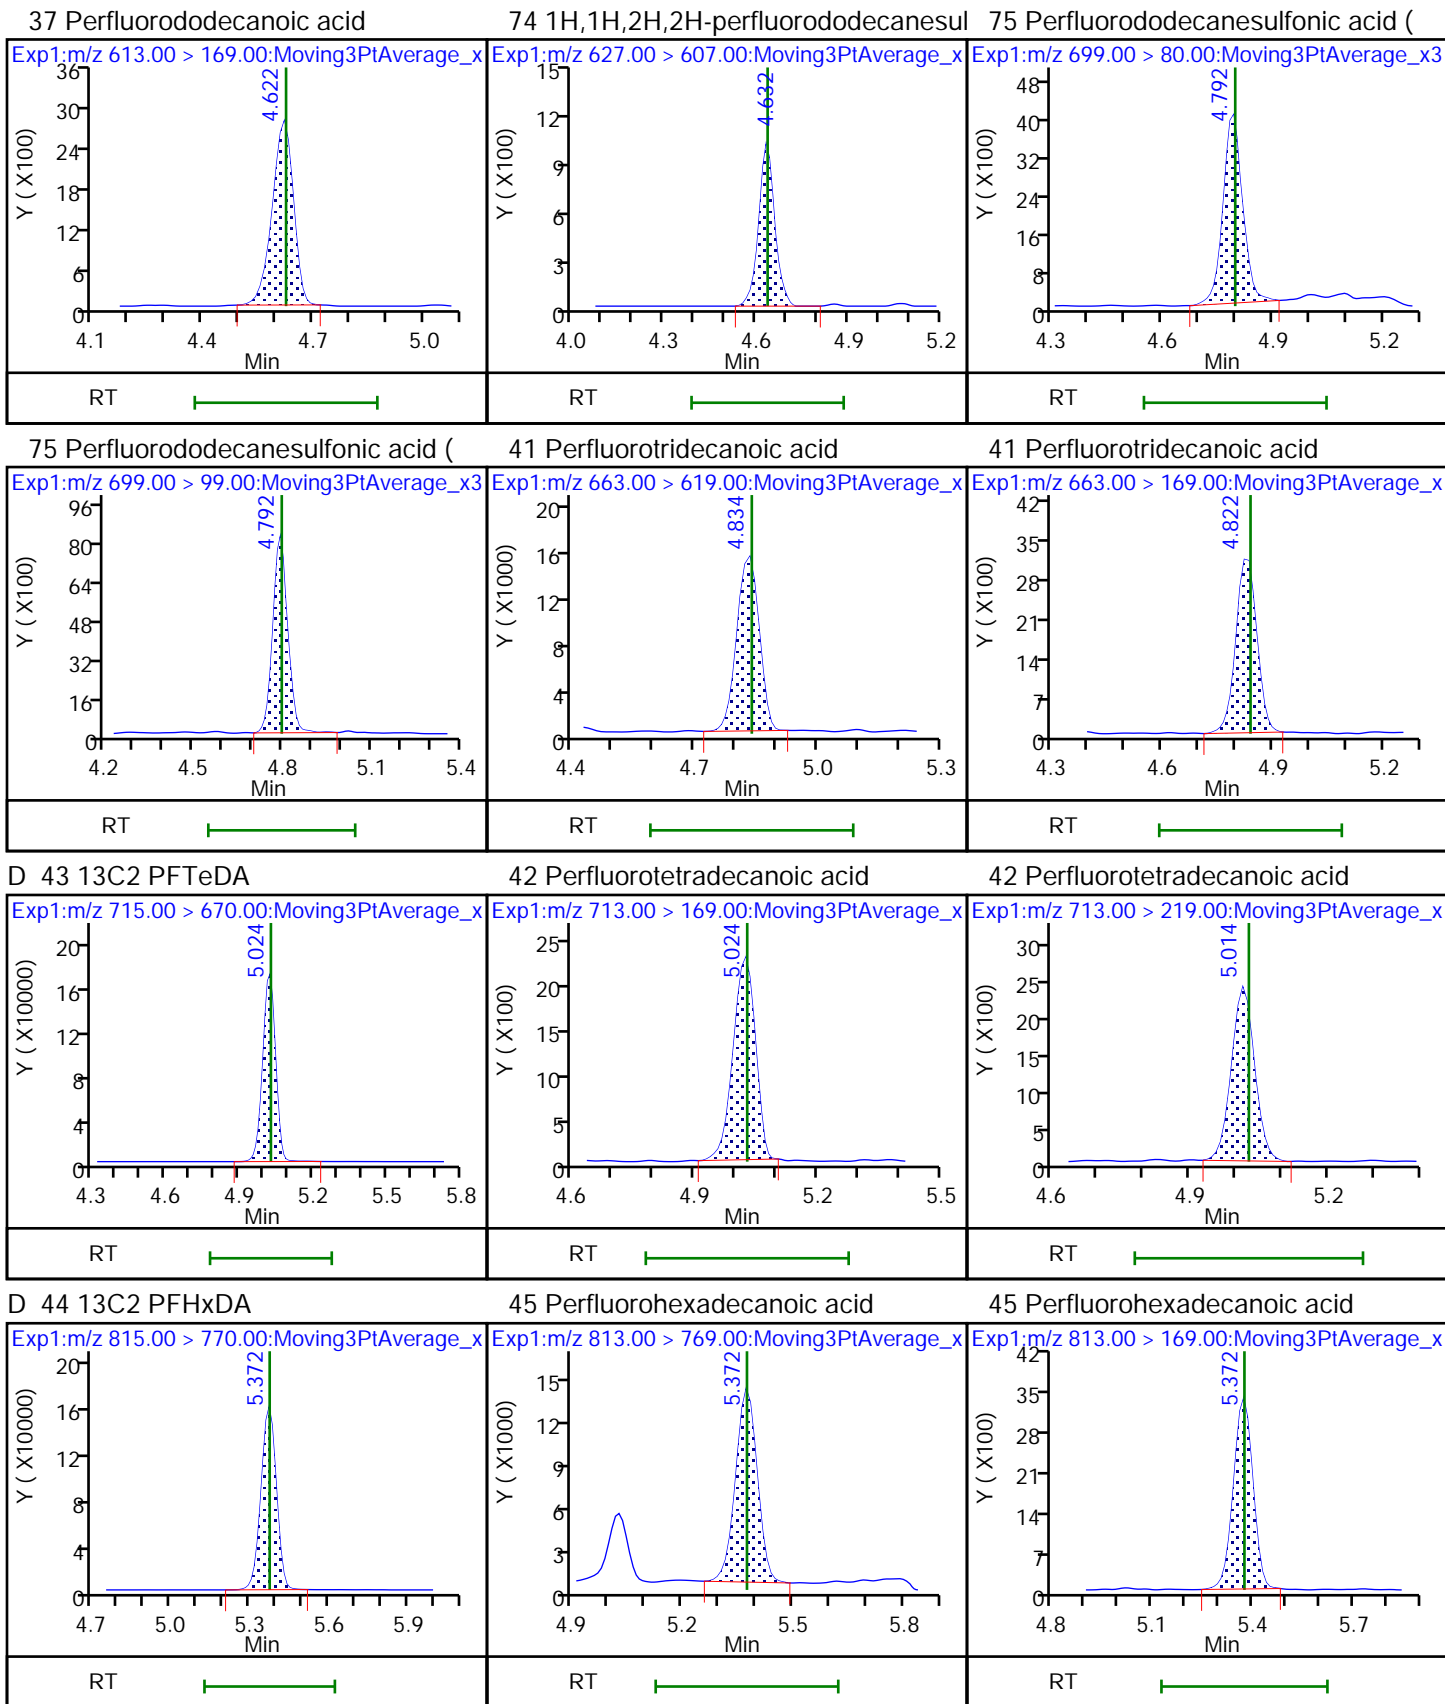 37 Perfluorododecanoic acid
74 1H,1H,2H,2H-perfluorododecanesul
75 Perfluorododecanesulfonic acid (
Exp1:m/z 613.00 > 169.00:Moving3PtAverage_x
Exp1:m/z 627.00 > 607.00:Moving3PtAverage_x
Exp1:m/z 699.00 > 80.00:Moving3PtAverage_x3
36
30
24
18
12
6
0
Y ( X100)
4.622
4.1 4.4 4.7 5.0
Min
RT
15
12
9
6
3
0
Y ( X100)
4.632
4.0 4.3 4.6 4.9 5.2
Min
RT
48
40
32
24
16
8
0
Y ( X100)
4.792
4.3 4.6 4.9 5.2
Min
RT
75 Perfluorododecanesulfonic acid (
41 Perfluorotridecanoic acid
41 Perfluorotridecanoic acid
Exp1:m/z 699.00 > 99.00:Moving3PtAverage_x3
Exp1:m/z 663.00 > 619.00:Moving3PtAverage_x
Exp1:m/z 663.00 > 169.00:Moving3PtAverage_x
96
80
64
48
32
16
0
Y ( X100)
4.792
4.2 4.5 4.8 5.1 5.4
Min
RT
20
16
12
8
4
0
Y ( X1000)
4.834
4.4 4.7 5.0 5.3
Min
RT
42
35
28
21
14
7
0
Y ( X100)
4.822
4.3 4.6 4.9 5.2
Min
RT
D 43 13C2 PFTeDA
42 Perfluorotetradecanoic acid
42 Perfluorotetradecanoic acid
Exp1:m/z 715.00 > 670.00:Moving3PtAverage_x
Exp1:m/z 713.00 > 169.00:Moving3PtAverage_x
Exp1:m/z 713.00 > 219.00:Moving3PtAverage_x
20
16
12
8
4
0
Y ( X10000)
5.024
4.3 4.6 4.9 5.2 5.5 5.8
Min
RT
25
20
15
10
5
0
Y ( X100)
5.024
4.6 4.9 5.2 5.5
Min
RT
30
25
20
15
10
5
0
Y ( X100)
5.014
4.6 4.9 5.2
Min
RT
D 44 13C2 PFHxDA
45 Perfluorohexadecanoic acid
45 Perfluorohexadecanoic acid
Exp1:m/z 815.00 > 770.00:Moving3PtAverage_x
Exp1:m/z 813.00 > 769.00:Moving3PtAverage_x
Exp1:m/z 813.00 > 169.00:Moving3PtAverage_x
20
16
12
8
4
0
Y ( X10000)
5.372
4.7 5.0 5.3 5.6 5.9
Min
RT
15
12
9
6
3
0
Y ( X1000)
5.372
4.9 5.2 5.5 5.8
Min
RT
42
35
28
21
14
7
0
Y ( X100)
5.372
4.8 5.1 5.4 5.7
Min
RT